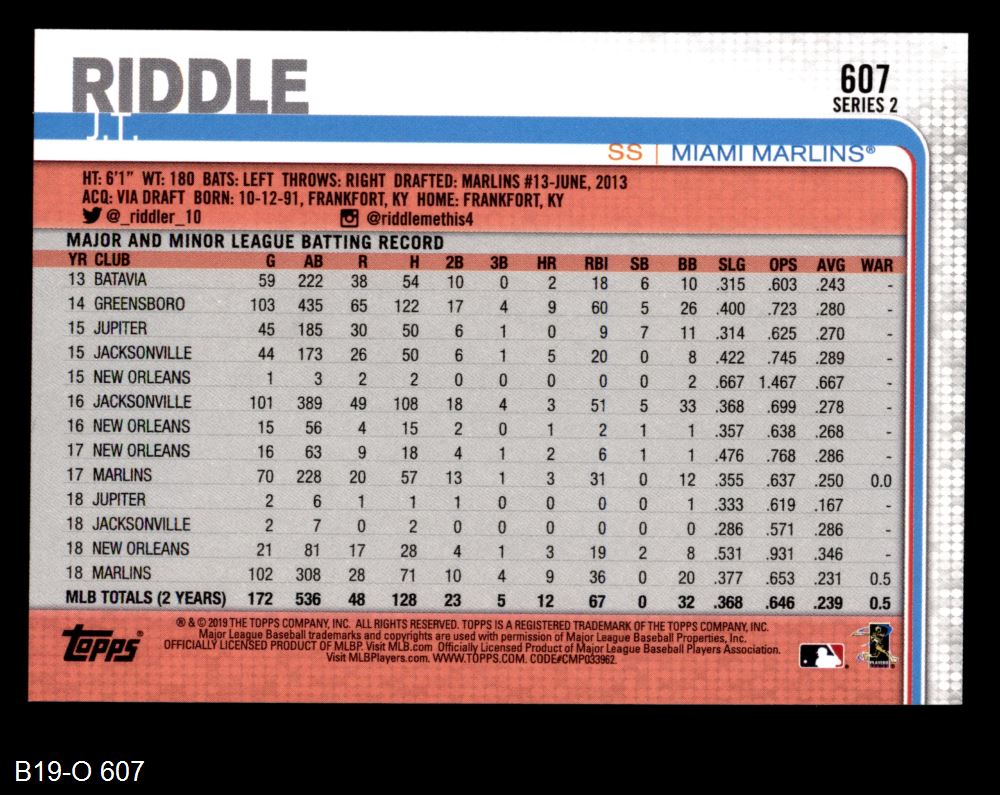 RIDDLE
J.T.
607
SERIES 2
SS | MIAMI MARLINS®
HT: 6'1" WT: 180 BATS: LEFT THROWS: RIGHT DRAFTED: MARLINS #13-JUNE, 2013
ACQ: VIA DRAFT BORN: 10-12-91, FRANKFORT, KY HOME: FRANKFORT, KY
@_riddler_10 @riddlemethis4
MAJOR AND MINOR LEAGUE BATTING RECORD
YR CLUB G AB R H 2B 3B HR RBI SB BB SLG OPS AVG WAR
13 BATAVIA 59 222 38 54 10 0 2 18 6 10 .315 .603 .243 -
14 GREENSBORO 103 435 65 122 17 4 9 60 5 26 .400 .723 .280 -
15 JUPITER 45 185 30 50 6 1 0 9 7 11 .314 .625 .270 -
15 JACKSONVILLE 44 173 26 50 6 1 5 20 0 8 .422 .745 .289 -
15 NEW ORLEANS 1 3 2 2 0 0 0 0 0 2 .667 1.467 .667 -
16 JACKSONVILLE 101 389 49 108 18 4 3 51 5 33 .368 .699 .278 -
16 NEW ORLEANS 15 56 4 15 2 0 1 2 1 1 .357 .638 .268 -
17 NEW ORLEANS 16 63 9 18 4 1 2 6 1 1 .476 .768 .286 -
17 MARLINS 70 228 20 57 13 1 3 31 0 12 .355 .637 .250 0.0
18 JUPITER 2 6 1 1 1 0 0 0 0 1 .333 .619 .167 -
18 JACKSONVILLE 2 7 0 2 0 0 0 0 0 0 .286 .571 .286 -
18 NEW ORLEANS 21 81 17 28 4 1 3 19 2 8 .531 .931 .346 -
18 MARLINS 102 308 28 71 10 4 9 36 0 20 .377 .653 .231 0.5
MLB TOTALS (2 YEARS) 172 536 48 128 23 5 12 67 0 32 .368 .646 .239 0.5
Topps®
® & © 2019 THE TOPPS COMPANY, INC. ALL RIGHTS RESERVED. TOPPS IS A REGISTERED TRADEMARK OF THE TOPPS COMPANY, INC.
Major League Baseball trademarks and copyrights are used with permission of Major League Baseball Properties, Inc.
OFFICIALLY LICENSED PRODUCT OF MLBP. Visit MLB.com Officially Licensed Product of Major League Baseball Players Association.
Visit MLBPlayers.com. WWW.TOPPS.COM. CODE#CMP033962.
B19-O 607